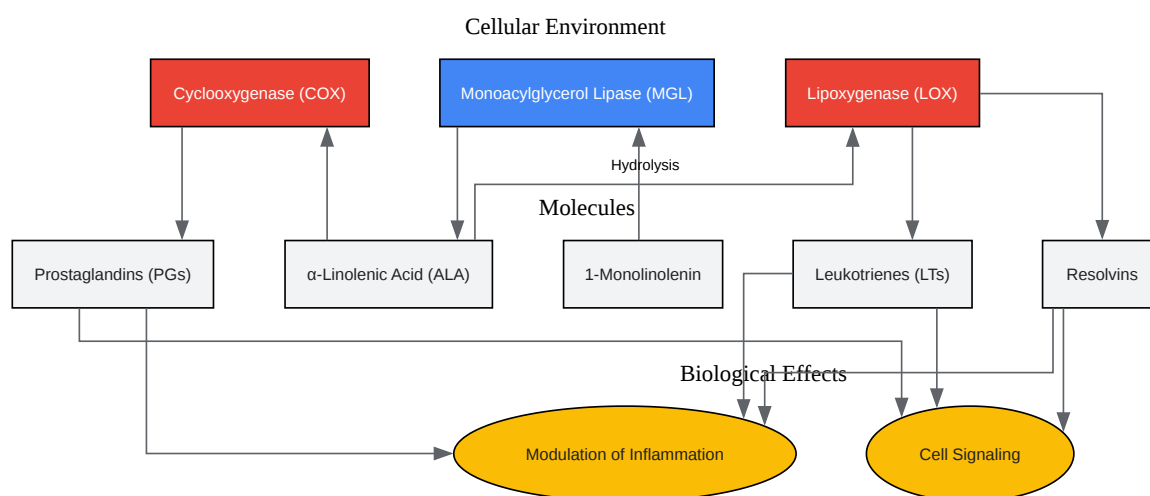 Cellular Environment
Cyclooxygenase (COX)
Monoacylglycerol Lipase (MGL)
Lipoxygenase (LOX)
Hydrolysis
Molecules
Prostaglandins (PGs)
α-Linolenic Acid (ALA)
1-Monolinolenin
Leukotrienes (LTs)
Resolvins
Biological Effects
Modulation of Inflammation
Cell Signaling